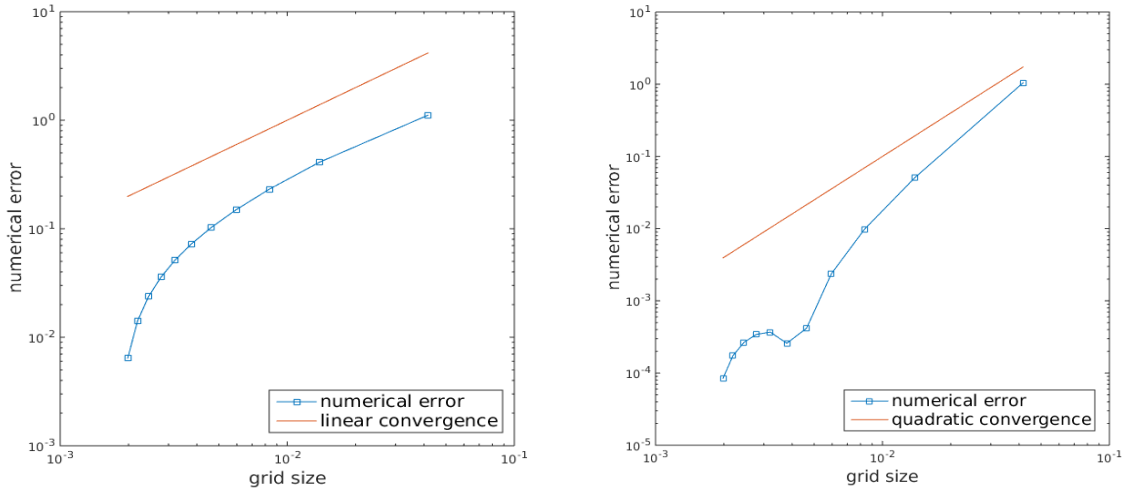 10^1
10^0
10^-1
10^-2
10^-3
numerical error
10^-3
10^-2
10^-1
grid size
numerical error
linear convergence
10^1
10^0
10^-1
10^-2
10^-3
10^-4
10^-5
numerical error
10^-3
10^-2
10^-1
grid size
numerical error
quadratic convergence